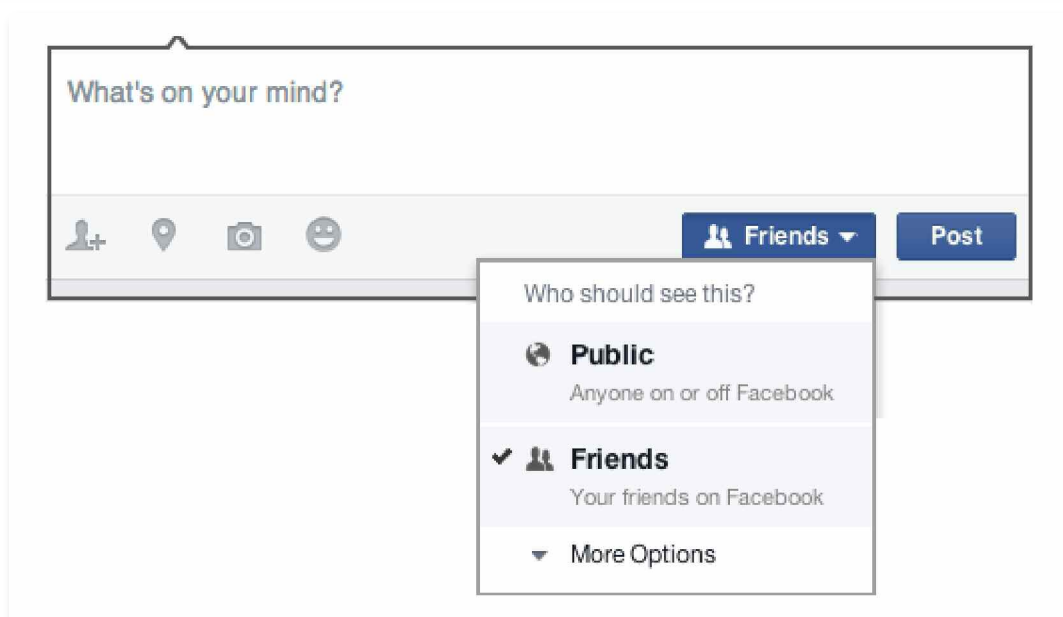 What's on your mind?
Friends
Post
Who should see this?
Public
Anyone on or off Facebook
Friends
Your friends on Facebook
More Options